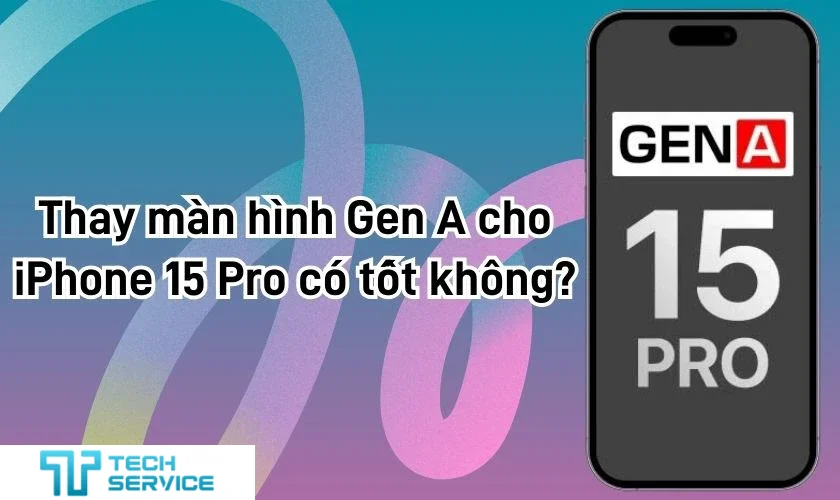 Thay màn hình Gen A cho
iPhone 15 Pro có tốt không?
GEN A
15
PRO
TECH
SERVICE